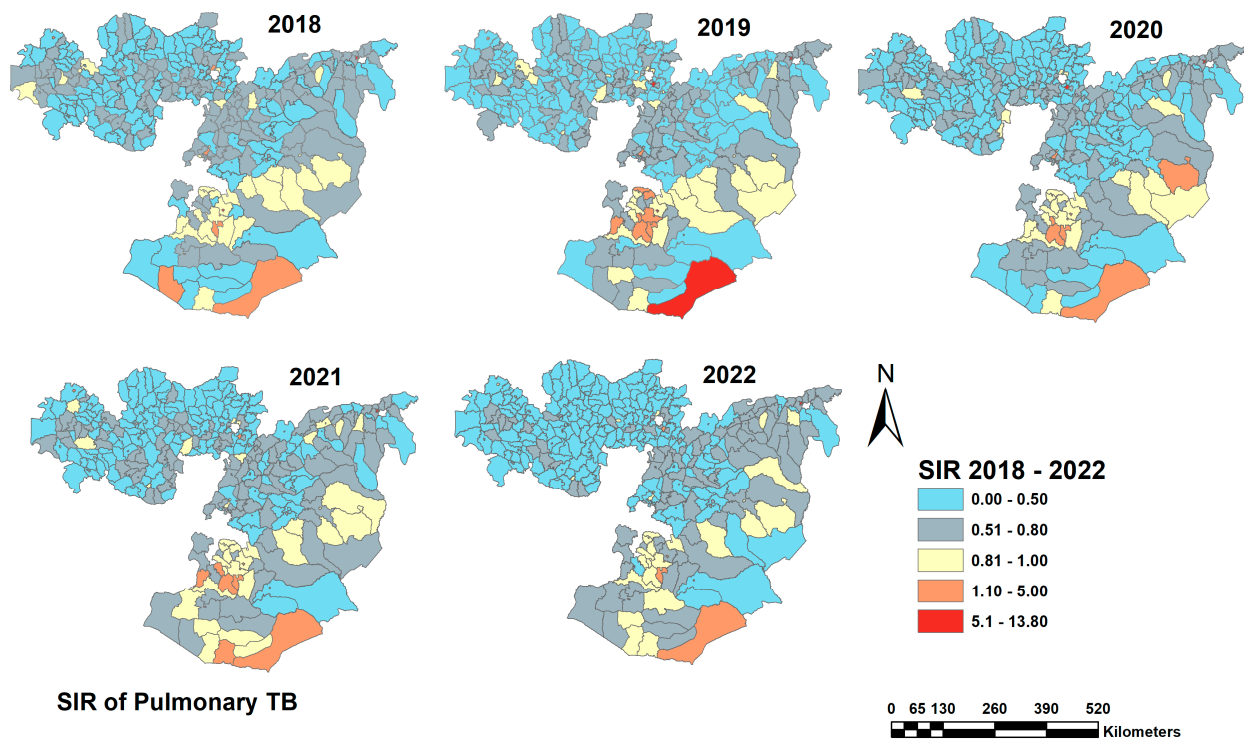 2018
2019
2020
2021
2022
N
SIR 2018 - 2022
0.00 - 0.50
0.51 - 0.80
0.81 - 1.00
1.10 - 5.00
5.1 - 13.80
SIR of Pulmonary TB
0 65 130 260 390 520
Kilometers